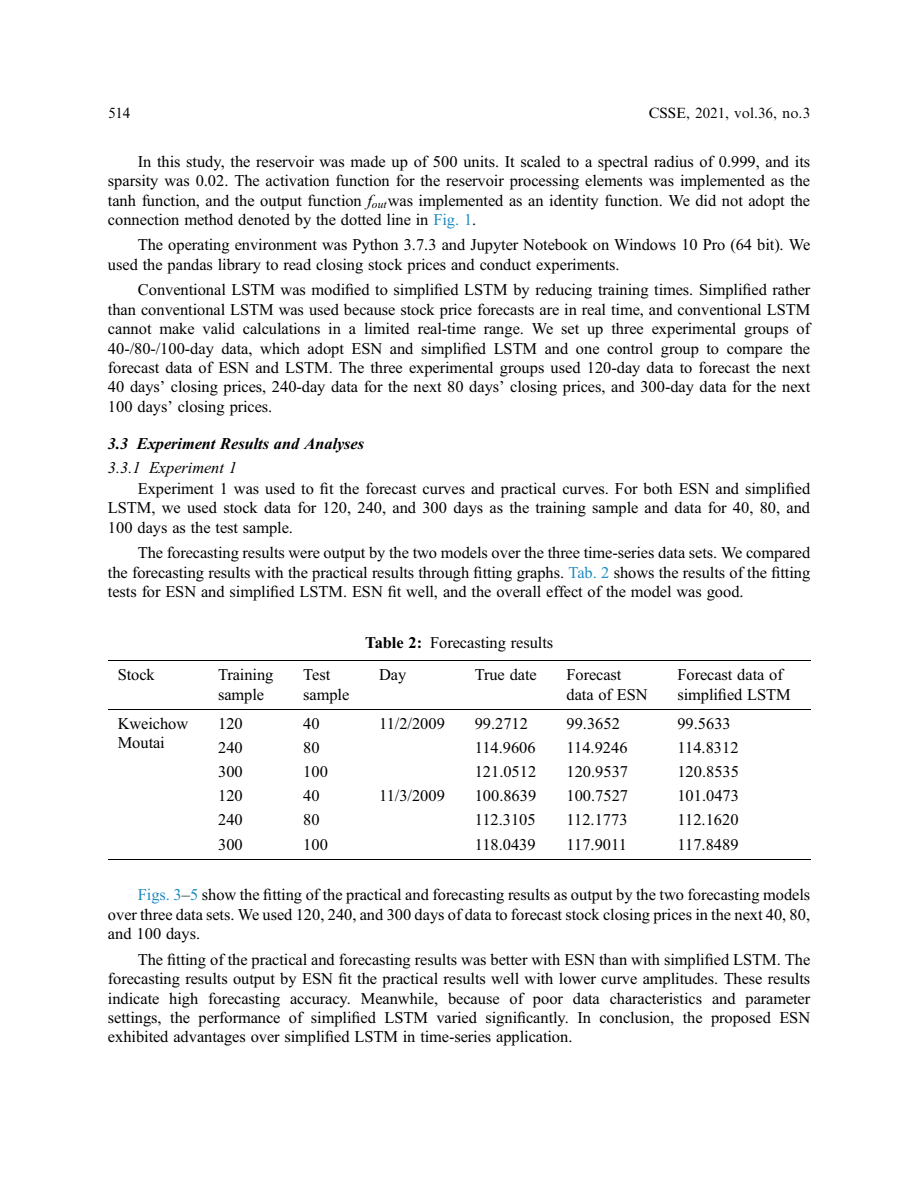 514 CSSE, 2021, vol.36, no.3
In this study, the reservoir was made up of 500 units. It scaled to a spectral radius of 0.999, and its
sparsity was 0.02. The activation function for the reservoir processing elements was implemented as the
tanh function, and the output function foutwas implemented as an identity function. We did not adopt the
connection method denoted by the dotted line in Fig. 1.
The operating environment was Python 3.7.3 and Jupyter Notebook on Windows 10 Pro (64 bit). We
used the pandas library to read closing stock prices and conduct experiments.
Conventional LSTM was modified to simplified LSTM by reducing training times. Simplified rather
than conventional LSTM was used because stock price forecasts are in real time, and conventional LSTM
cannot make valid calculations in a limited real-time range. We set up three experimental groups of
40-/80-/100-day data, which adopt ESN and simplified LSTM and one control group to compare the
forecast data of ESN and LSTM. The three experimental groups used 120-day data to forecast the next
40 days’ closing prices, 240-day data for the next 80 days’ closing prices, and 300-day data for the next
100 days’ closing prices.
3.3 Experiment Results and Analyses
3.3.1 Experiment 1
Experiment 1 was used to fit the forecast curves and practical curves. For both ESN and simplified
LSTM, we used stock data for 120, 240, and 300 days as the training sample and data for 40, 80, and
100 days as the test sample.
The forecasting results were output by the two models over the three time-series data sets. We compared
the forecasting results with the practical results through fitting graphs. Tab. 2 shows the results of the fitting
tests for ESN and simplified LSTM. ESN fit well, and the overall effect of the model was good.
Table 2: Forecasting results
Stock Training Test Day True date Forecast Forecast data of
sample sample data of ESN simplified LSTM
Kweichow 120 40 11/2/2009 99.2712 99.3652 99.5633
Moutai 240 80 114.9606 114.9246 114.8312
300 100 121.0512 120.9537 120.8535
120 40 11/3/2009 100.8639 100.7527 101.0473
240 80 112.3105 112.1773 112.1620
300 100 118.0439 117.9011 117.8489
Figs. 3–5 show the fitting of the practical and forecasting results as output by the two forecasting models
over three data sets. We used 120, 240, and 300 days of data to forecast stock closing prices in the next 40, 80,
and 100 days.
The fitting of the practical and forecasting results was better with ESN than with simplified LSTM. The
forecasting results output by ESN fit the practical results well with lower curve amplitudes. These results
indicate high forecasting accuracy. Meanwhile, because of poor data characteristics and parameter
settings, the performance of simplified LSTM varied significantly. In conclusion, the proposed ESN
exhibited advantages over simplified LSTM in time-series application.